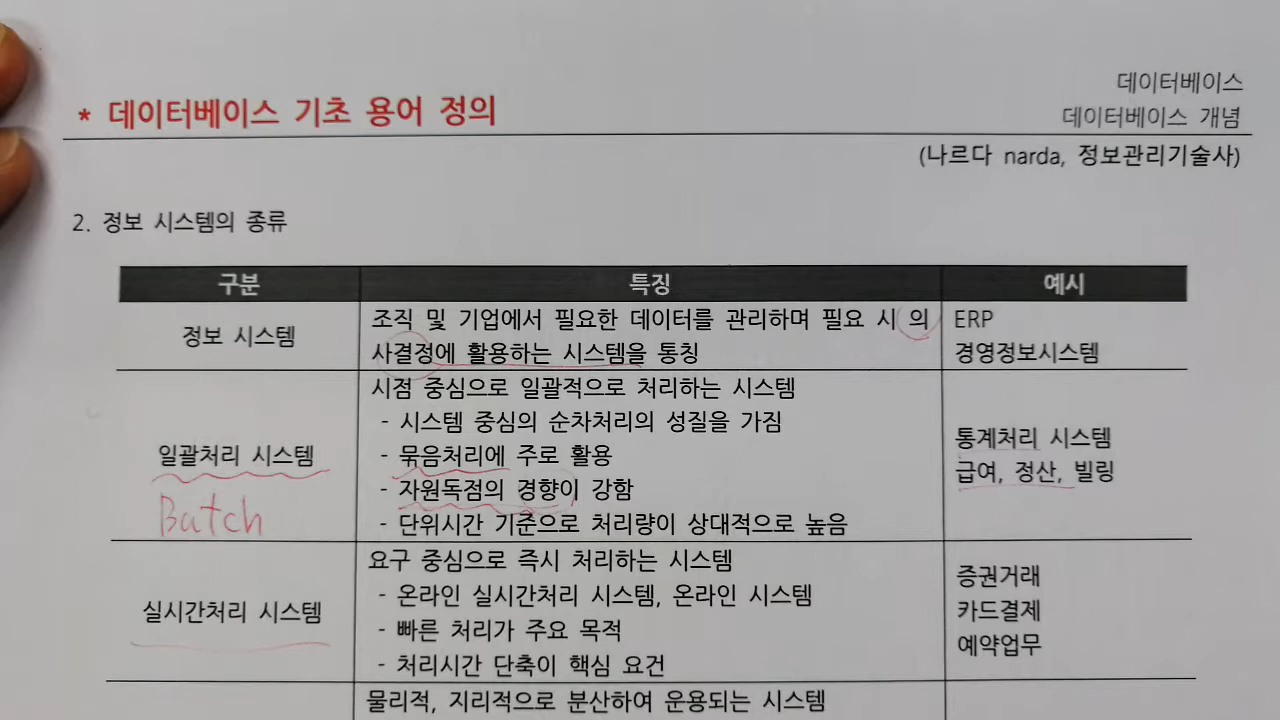 데이터베이스
* 데이터베이스 기초 용어 정의
데이터베이스 개념
(나르다 narda, 정보관리기술사)
2. 정보 시스템의 종류
구분 특징 예시
정보 시스템
조직 및 기업에서 필요한 데이터를 관리하며 필요 시 의
사결정에 활용하는 시스템을 통칭
ERP
경영정보시스템
일괄처리 시스템
Batch
시점 중심으로 일괄적으로 처리하는 시스템
- 시스템 중심의 순차처리의 성질을 가짐
- 묶음처리에 주로 활용
- 자원독점의 경향이 강함
- 단위시간 기준으로 처리량이 상대적으로 높음
통계처리 시스템
급여, 정산, 빌링
실시간처리 시스템
요구 중심으로 즉시 처리하는 시스템
- 온라인 실시간처리 시스템, 온라인 시스템
- 빠른 처리가 주요 목적
- 처리시간 단축이 핵심 요건
증권거래
카드결제
예약업무
물리적, 지리적으로 분산하여 운용되는 시스템